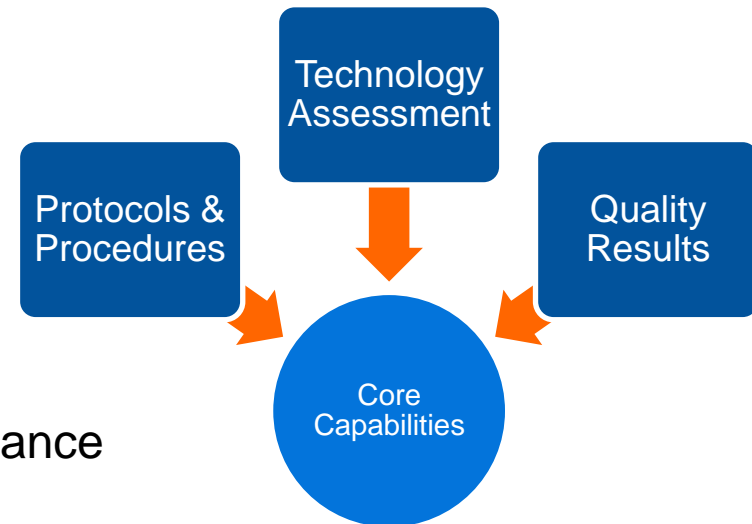 Technology
Assessment
Protocols &
Procedures
Quality
Results
Core
Capabilities
ance